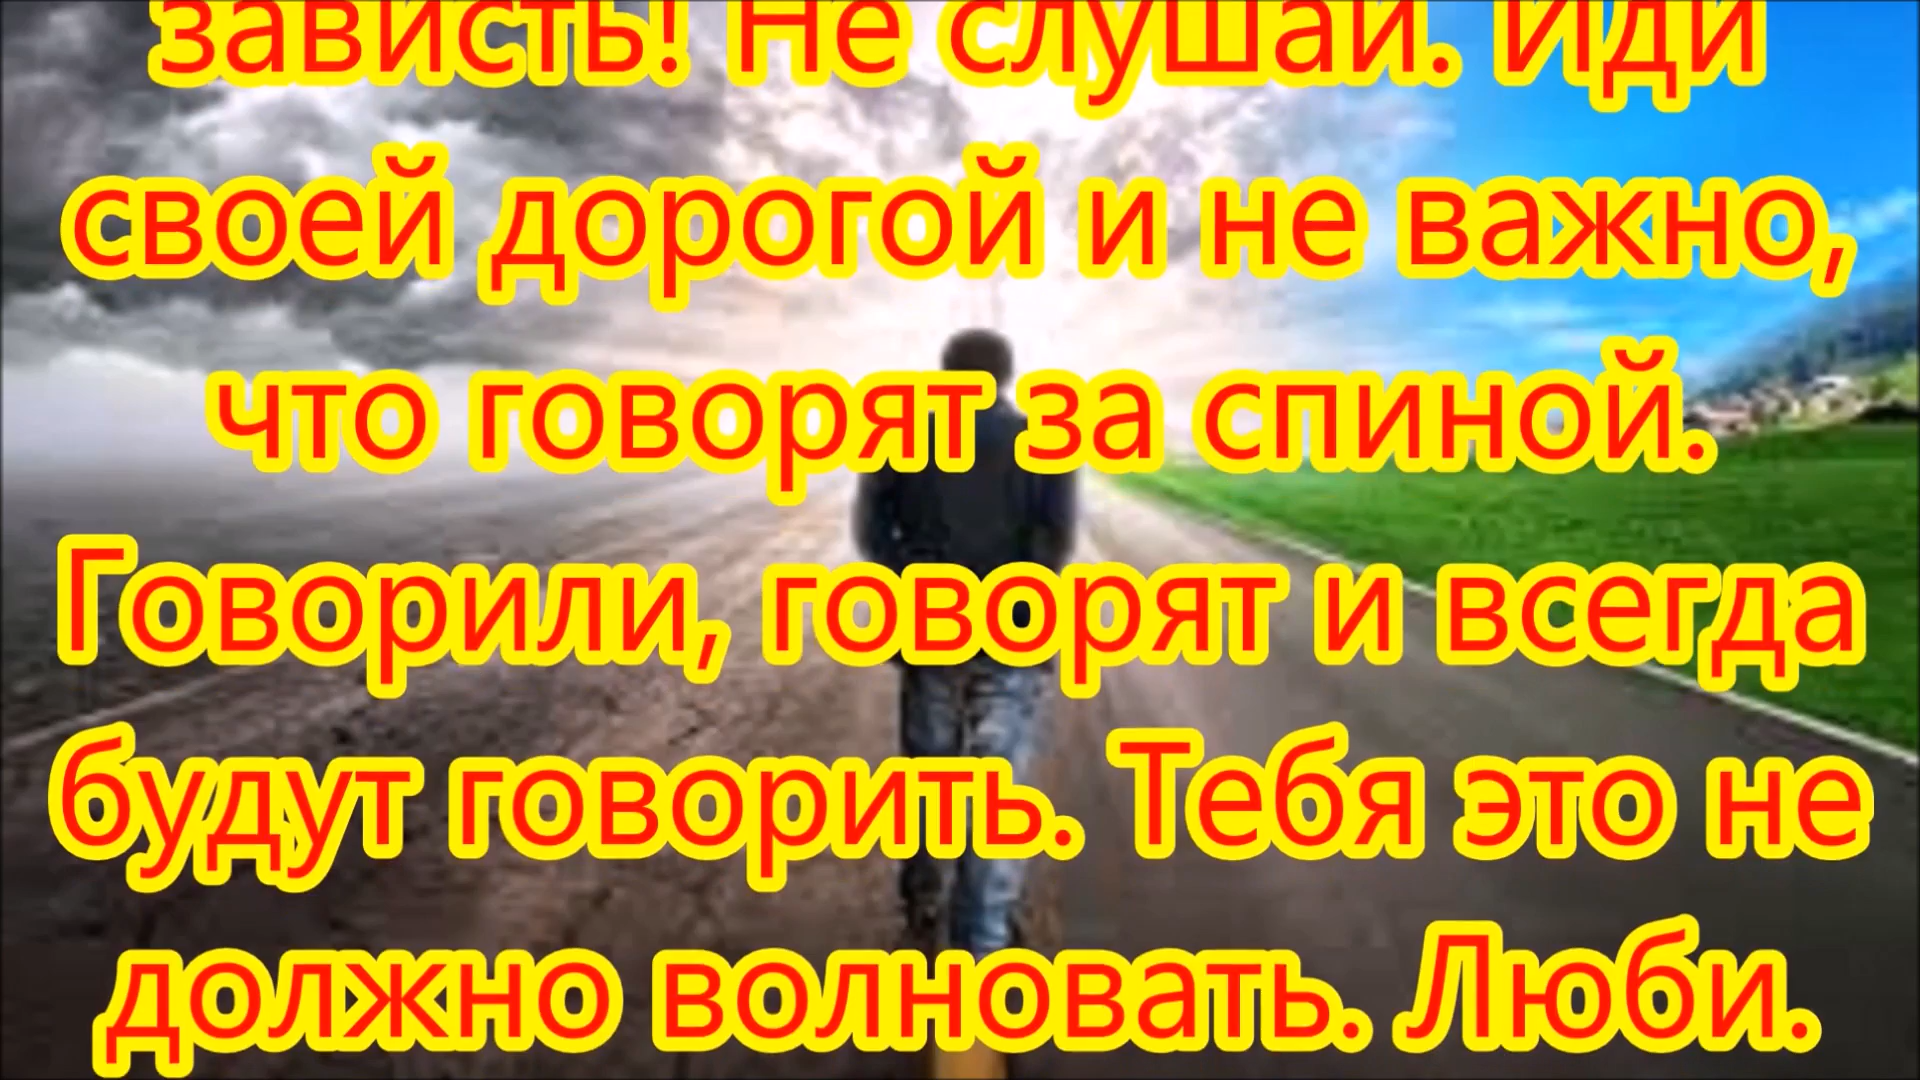 зависть! Не слушай. Иди
своей дорогой и не важно,
что говорят за спиной.
Говорили, говорят и всегда
будут говорить. Тебя это не
должно волновать. Люби.